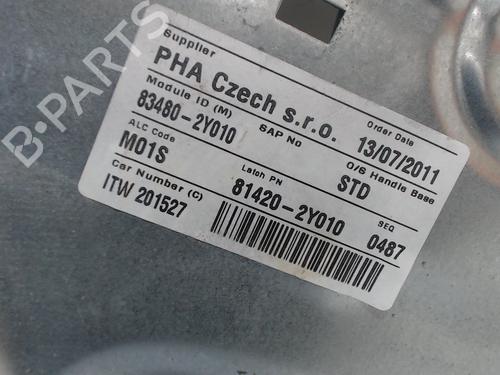 Supplier
PHA Czech s.r.o.
Order Date
13/07/2011
Module ID (M)
83480-2Y010
SAP No
O/S Handle Base
STD
ALC Code
M01S
Latch PN
81420-2Y010
SEQ
0487
Car Number (C)
ITW 201527
B-PARTS